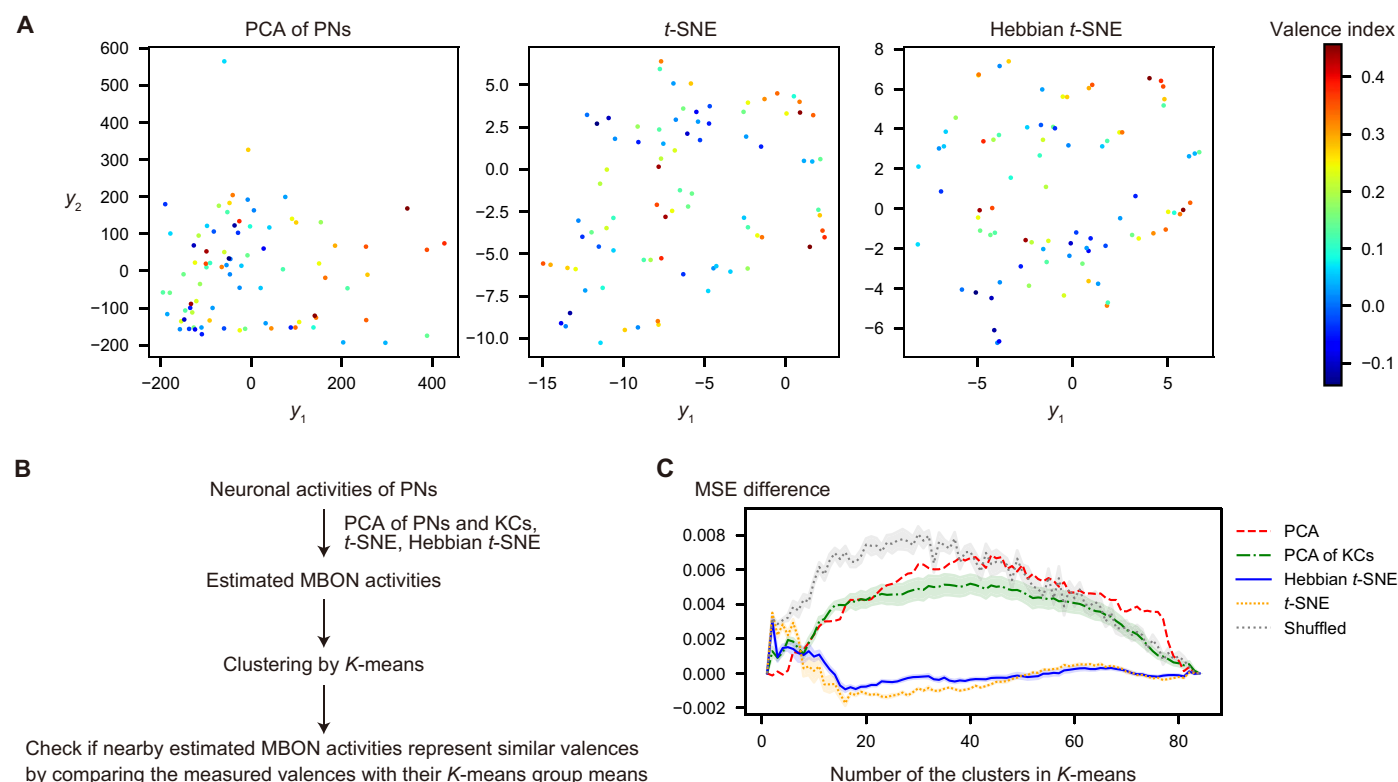 A
PCA of PNs
t-SNE
Hebbian t-SNE
Valence index
600
500
400
300
200
100
0
−100
−200
y2
−200
0
200
400
y1
5.0
2.5
0.0
−2.5
−5.0
−7.5
−10.0
−15
−10
−5
0
y1
8
6
4
2
0
−2
−4
−6
−5
0
5
y1
0.4
0.3
0.2
0.1
0.0
−0.1
B
Neuronal activities of PNs
PCA of PNs and KCs,
t-SNE, Hebbian t-SNE
Estimated MBON activities
Clustering by K-means
Check if nearby estimated MBON activities represent similar valences
by comparing the measured valences with their K-means group means
C
MSE difference
0.008
0.006
0.004
0.002
0.000
−0.002
0
20
40
60
80
Number of the clusters in K-means
PCA
PCA of KCs
Hebbian t-SNE
t-SNE
Shuffled